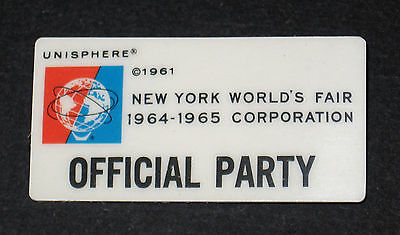 UNISPHERE®
©1961
NEW YORK WORLD'S FAIR
1964-1965 CORPORATION
®
OFFICIAL PARTY